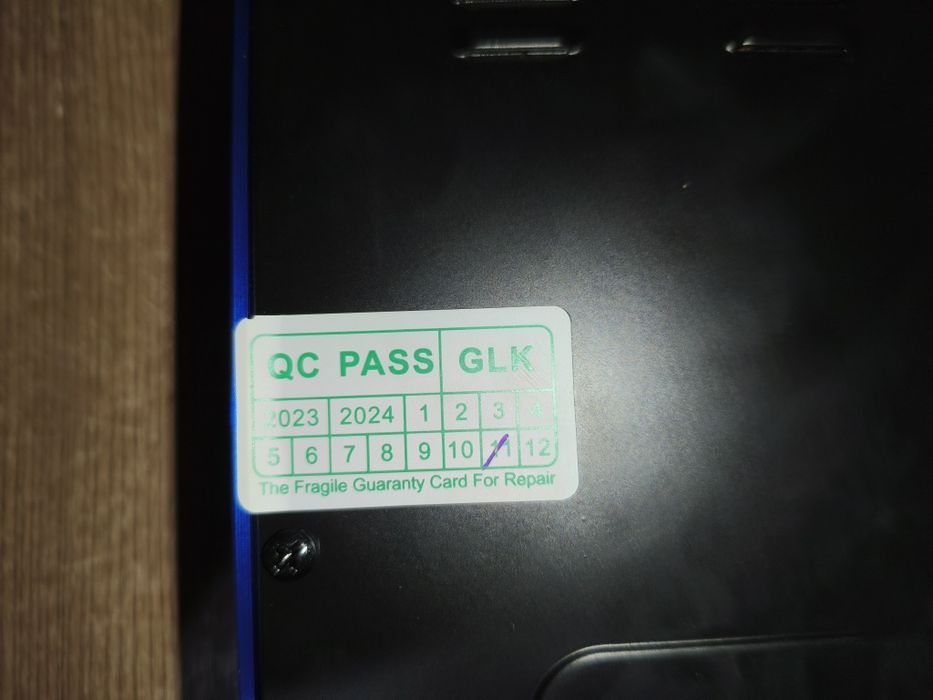 QC PASS GLK
2023 2024 1 2 3 4
5 6 7 8 9 10 11 12
The Fragile Guaranty Card For Repair